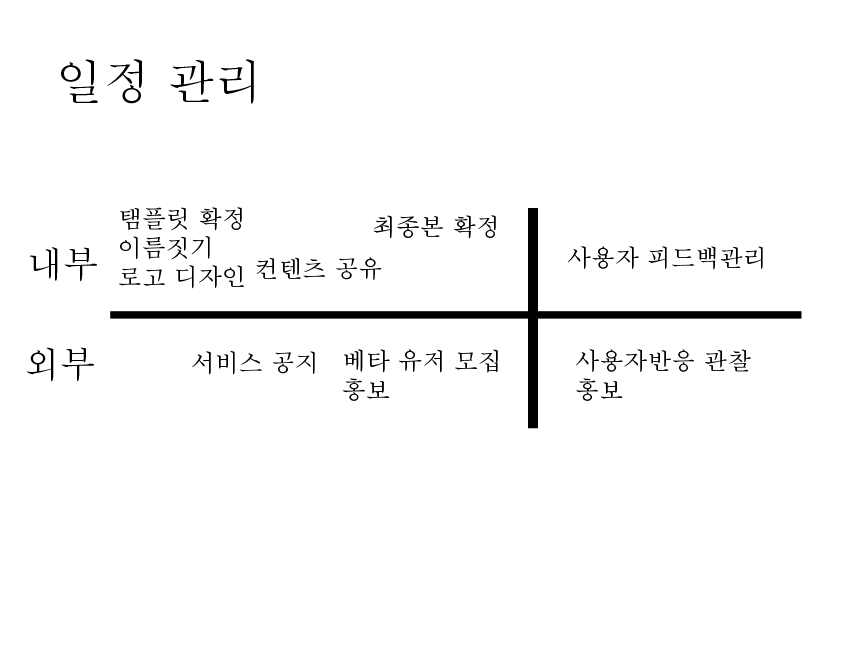 일정 관리
내부
템플릿 확정
이름짓기
로고 디자인
컨텐츠 공유
최종본 확정
사용자 피드백관리
외부
서비스 공지
베타 유저 모집
홍보
사용자반응 관찰
홍보